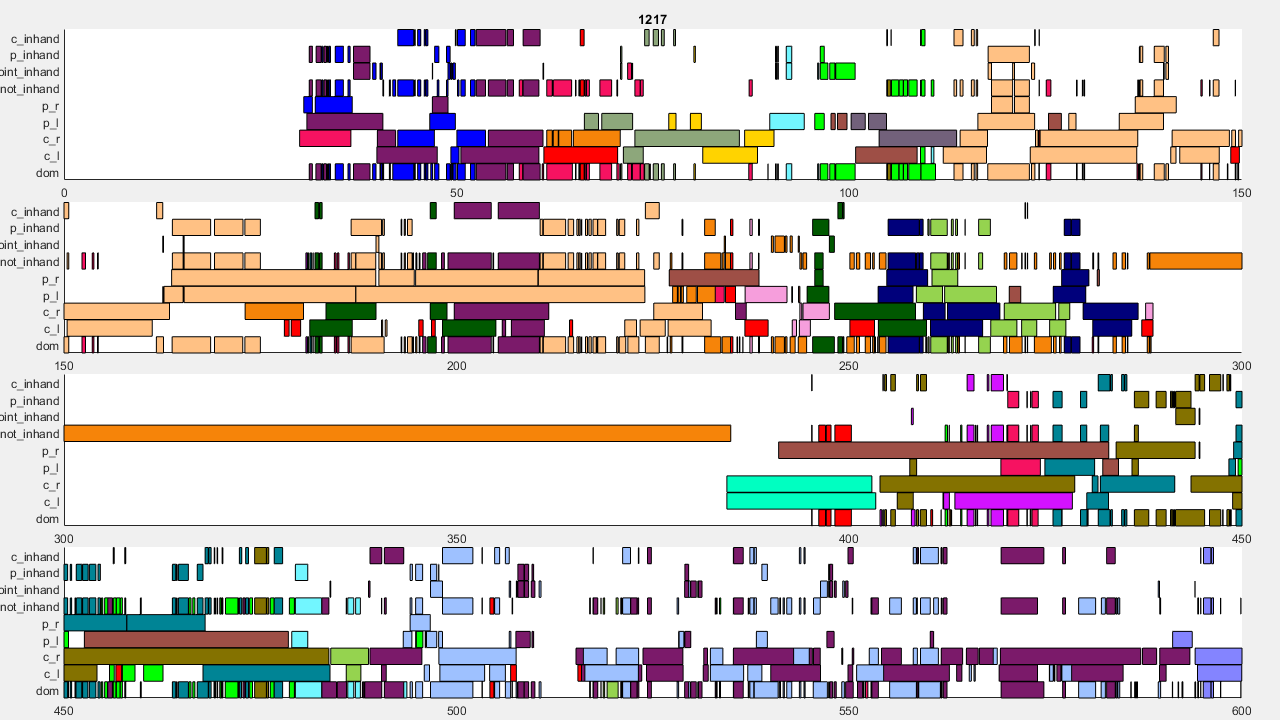 1217
c_inhand
p_inhand
oint_inhand
not_inhand
p_r
p_l
c_r
c_l
dom
0 50 100 150
c_inhand
p_inhand
oint_inhand
not_inhand
p_r
p_l
c_r
c_l
dom
150 200 250 300
c_inhand
p_inhand
oint_inhand
not_inhand
p_r
p_l
c_r
c_l
dom
300 350 400 450
c_inhand
p_inhand
oint_inhand
not_inhand
p_r
p_l
c_r
c_l
dom
450 500 550 600